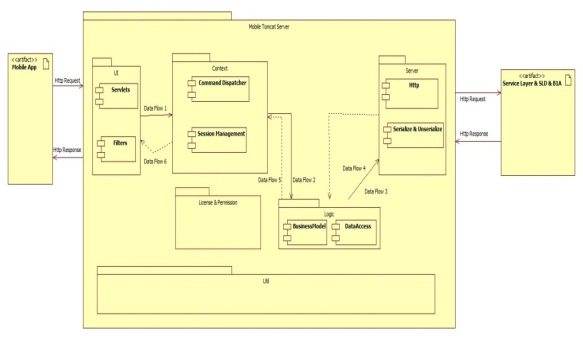 Mobile Tomcat Server
<<artifact>>
Mobile App
Http Request
Http Response
UI
Servlets
Filters
Data Flow 1
Data Flow 6
Context
Command Dispatcher
Session Management
Data Flow 5
Data Flow 2
Server
Http
Serialize & Unserialize
Data Flow 4
Data Flow 3
License & Permission
Logic
BusinessModel
DataAccess
Util
Http Request
Http Response
<<artifact>>
Service Layer & SLD & B1A